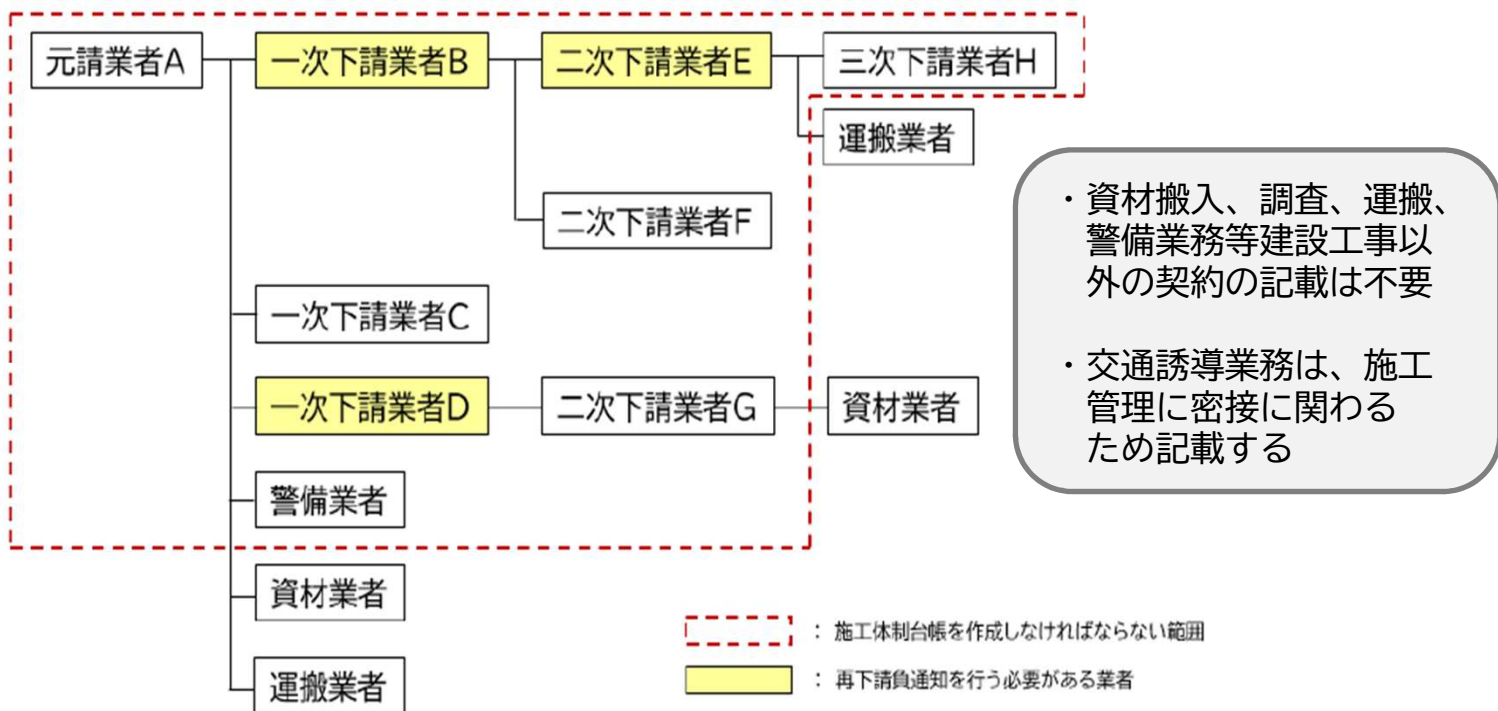 元請業者A
一次下請業者B
二次下請業者E
三次下請業者H
運搬業者
二次下請業者F
一次下請業者C
一次下請業者D
二次下請業者G
資材業者
警備業者
資材業者
運搬業者
・資材搬入、調査、運搬、
警備業務等建設工事以
外の契約の記載は不要
・交通誘導業務は、施工
管理に密接に関わる
ため記載する
： 施工体制台帳を作成しなければならない範囲
： 再下請負通知を行う必要がある業者